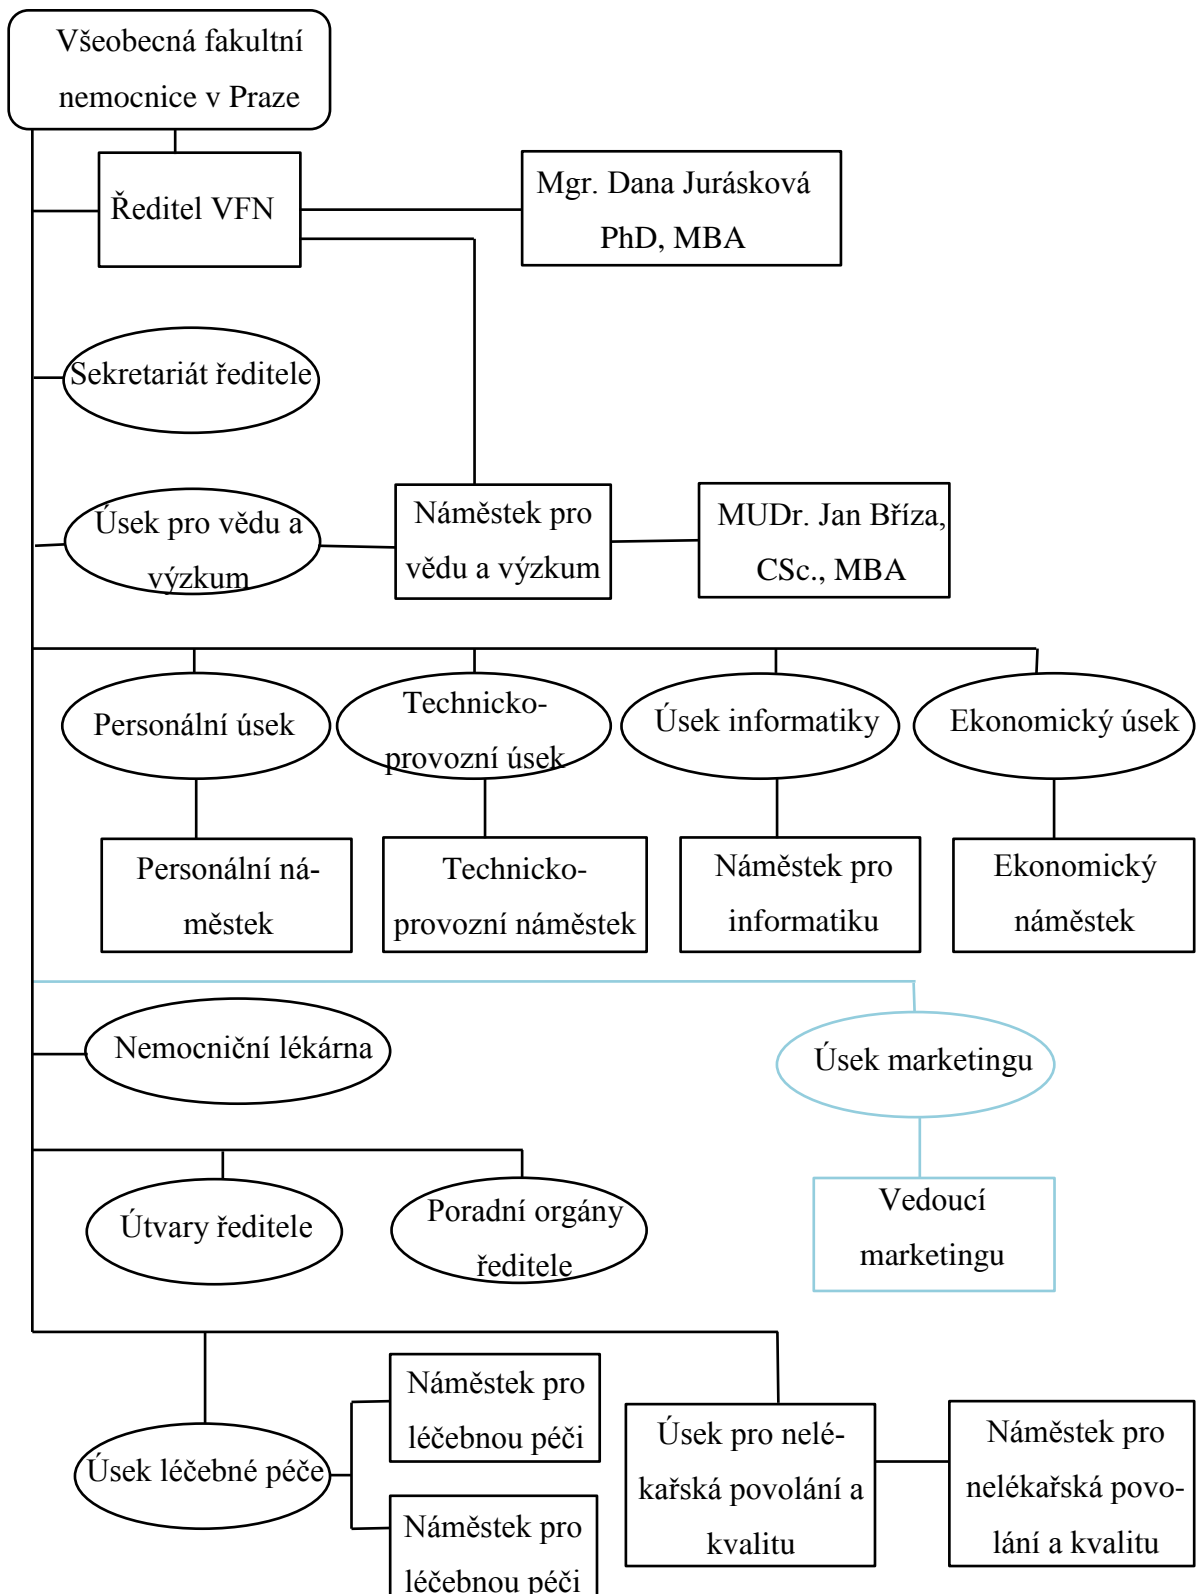 Všeobecná fakultní
nemocnice v Praze
Ředitel VFN
Mgr. Dana Jurásková
PhD, MBA
Sekretariát ředitele
Úsek pro vědu a
výzkum
Náměstek pro
vědu a výzkum
MUDr. Jan Bříza,
CSc., MBA
Personální úsek
Technicko-
provozní úsek
Úsek informatiky
Ekonomický úsek
Personální ná-
městek
Technicko-
provozní náměstek
Náměstek pro
informatiku
Ekonomický
náměstek
Nemocniční lékárna
Úsek marketingu
Útvary ředitele
Poradní orgány
ředitele
Vedoucí
marketingu
Úsek léčebné péče
Náměstek pro
léčebnou péči
Náměstek pro
léčebnou péči
Úsek pro nelé-
kařská povolání a
kvalitu
Náměstek pro
nelékařská povo-
lání a kvalitu